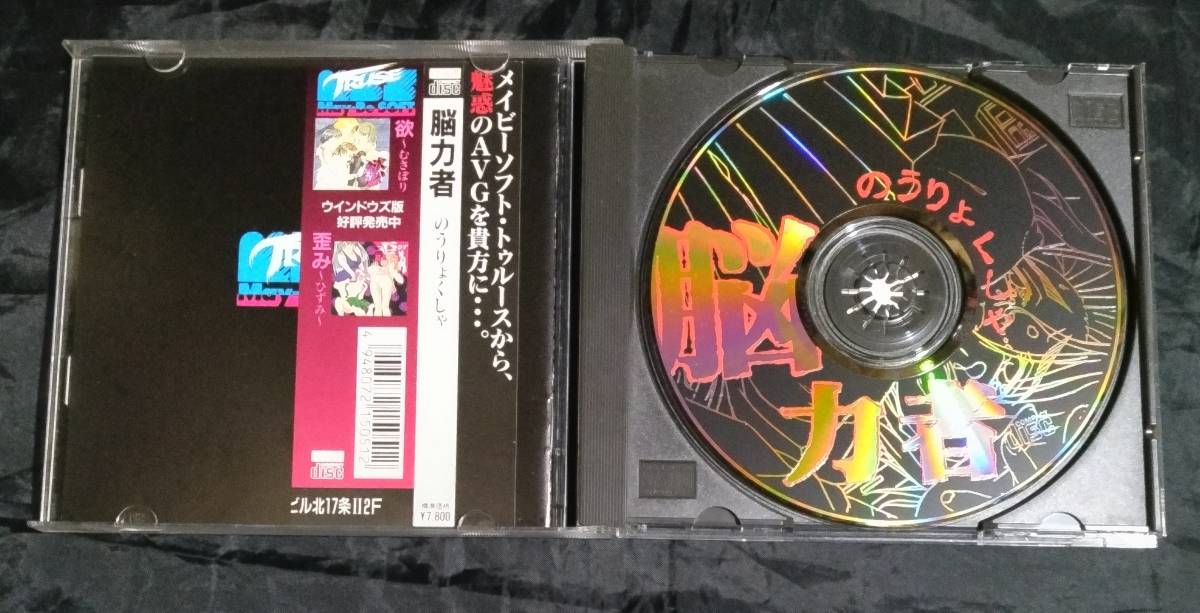 メイビーソフト・トゥルースから、
魅惑のAVGを貴方に・・・。
disc
脳力者 のうりょくしゃ
標準価格
¥7,800
TRUSE
May-Be SOFT
欲～むさぼり
ウインドウズ版
好評発売中
歪み～ひずみ～
4948072150512
disc
TRUSE
ビル北17条II2F
のうりょくしゃ
脳力者